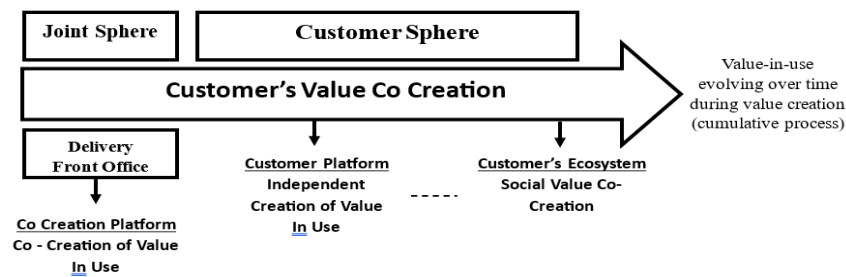 Joint Sphere
Customer Sphere
Customer's Value Co Creation
Value-in-use
evolving over time
during value creation
(cumulative process)
Delivery
Front Office
Co Creation Platform
Co - Creation of Value
In Use
Customer Platform
Independent
Creation of Value
In Use
Customer's Ecosystem
Social Value Co-
Creation